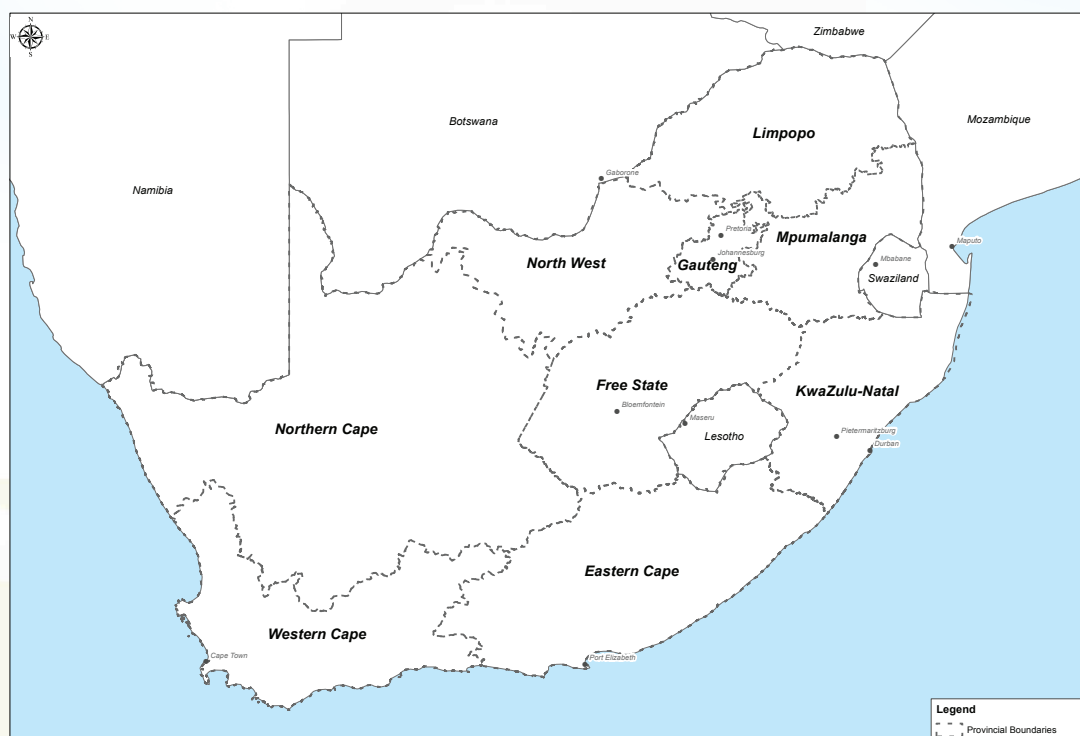 N
W
E
S
Zimbabwe
Botswana
Mozambique
Limpopo
Gaborone
Namibia
Pretoria
Mpumalanga
Maputo
Johannesburg
North West
Gauteng
Mbabane
Swaziland
Free State
KwaZulu-Natal
Bloemfontein
Maseru
Northern Cape
Lesotho
Pietermaritzburg
Durban
Eastern Cape
Western Cape
Cape Town
Port Elizabeth
Legend
Provincial Boundaries